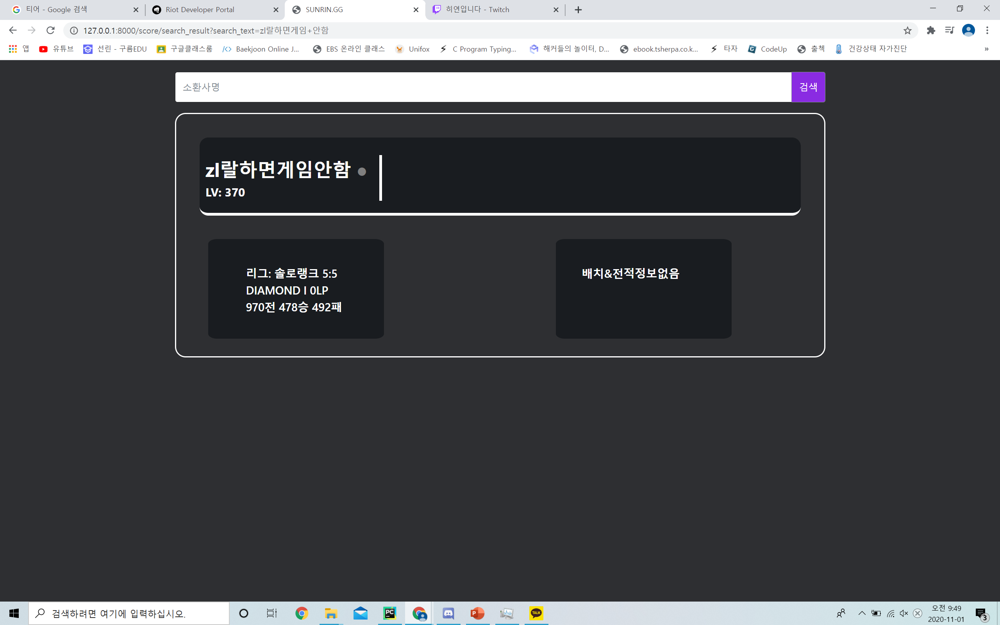 티어 - Google 검색
Riot Developer Portal
SUNRIN.GG
히연입니다 - Twitch
127.0.0.1:8000/score/search_result?search_text=zl랄하면게임+안함
앱
유튜브
선린 - 구름EDU
구글클래스룸
Baekjoon Online J...
EBS 온라인 클래스
Unifox
C Program Typing...
해커들의 놀이터, D...
ebook.tsherpa.co.k...
타자
CodeUp
출첵
건강상태 자가진단
»
소환사명
검색
zl랄하면게임안함
LV: 370
리그: 솔로랭크 5:5
DIAMOND I 0LP
970전 478승 492패
배치&전적정보없음
검색하려면 여기에 입력하십시오.
PC
P
TALK
오전 9:49
2020-11-01
3